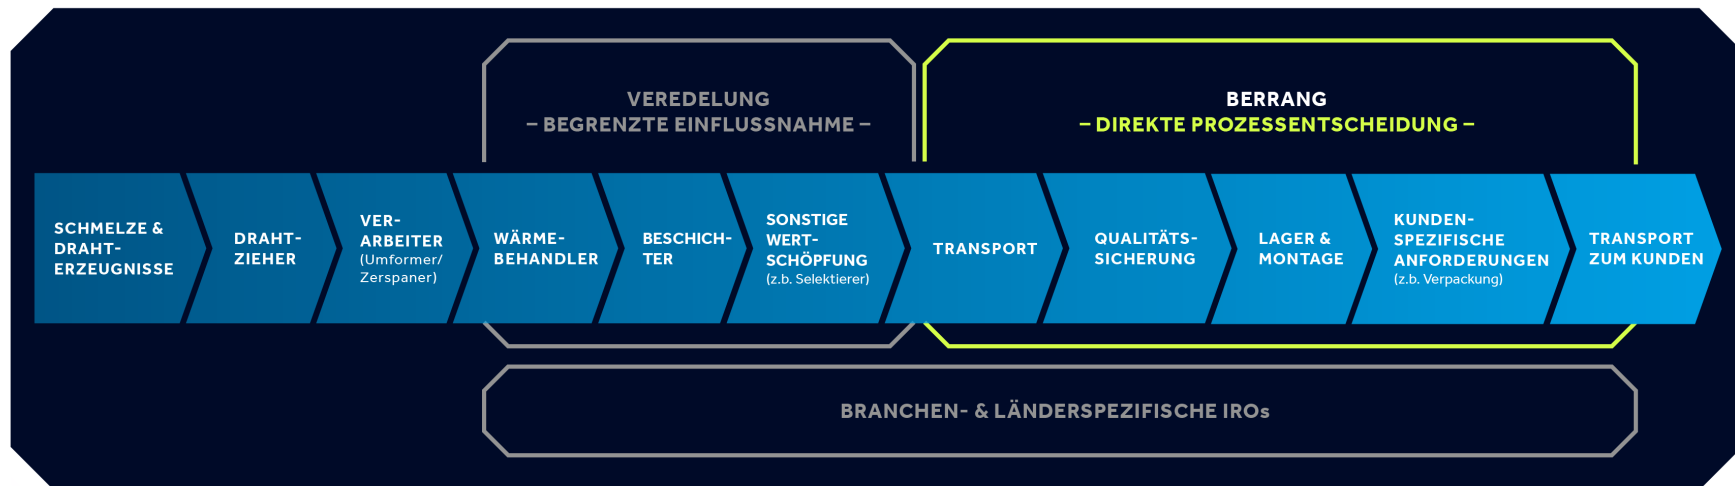 VEREDELUNG
– BEGRENZTE EINFLUSSNAHME –
BERRANG
– DIREKTE PROZESSENTSCHEIDUNG –
SCHMELZE &
DRAHT-
ERZEUGNISSE
DRAHT-
ZIEHER
VER-
ARBEITER
(Umformer/
Zerspaner)
WÄRME-
BEHANDLER
BESCHICH-
TER
SONSTIGE
WERT-
SCHÖPFUNG
(z.b. Selektierer)
TRANSPORT
QUALITÄTS-
SICHERUNG
LAGER &
MONTAGE
KUNDEN-
SPEZIFISCHE
ANFORDERUNGEN
(z.b. Verpackung)
TRANSPORT
ZUM KUNDEN
BRANCHEN- & LÄNDERSPEZIFISCHE IROs